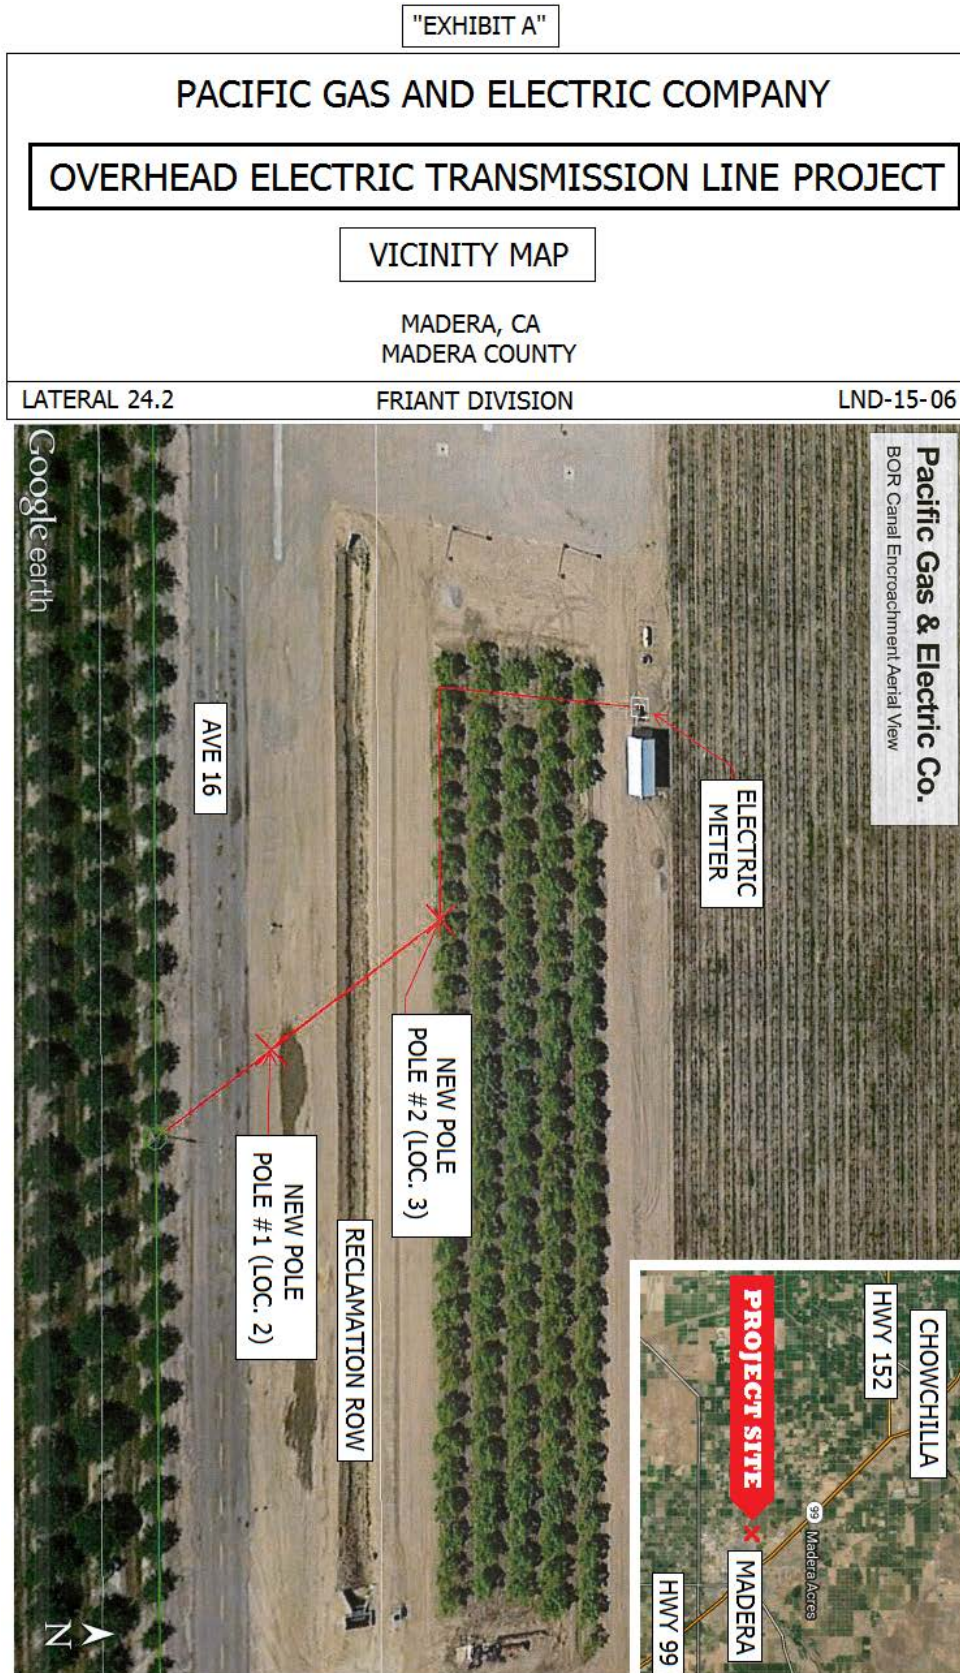 "EXHIBIT A"
PACIFIC GAS AND ELECTRIC COMPANY
OVERHEAD ELECTRIC TRANSMISSION LINE PROJECT
VICINITY MAP
MADERA, CA
MADERA COUNTY
LATERAL 24.2
FRIANT DIVISION
LND-15-06
Pacific Gas & Electric Co.
BOR Canal Encroachment Aerial View
ELECTRIC
METER
NEW POLE
POLE #2 (LOC. 3)
NEW POLE
POLE #1 (LOC. 2)
RECLAMATION ROW
AVE 16
Google earth
N
CHOWCHILLA
HWY 152
PROJECT SITE
99
Madera Acres
MADERA
HWY 99